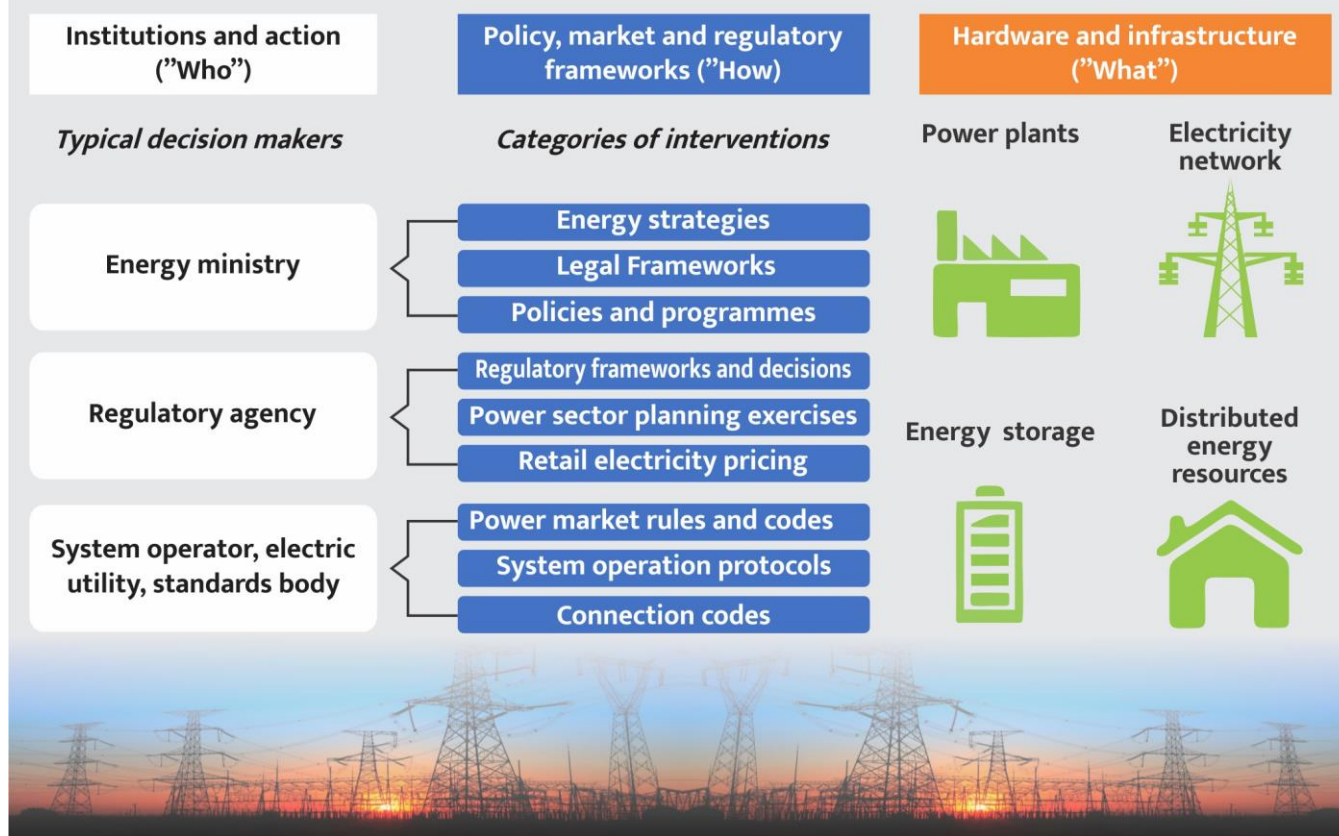 Institutions and action
(”Who”)
Policy, market and regulatory
frameworks (”How)
Hardware and infrastructure
(”What”)
Typical decision makers
Categories of interventions
Power plants
Electricity
network
Energy ministry
Energy strategies
Legal Frameworks
Policies and programmes
Regulatory agency
Regulatory frameworks and decisions
Power sector planning exercises
Retail electricity pricing
Energy storage
Distributed
energy
resources
System operator, electric
utility, standards body
Power market rules and codes
System operation protocols
Connection codes